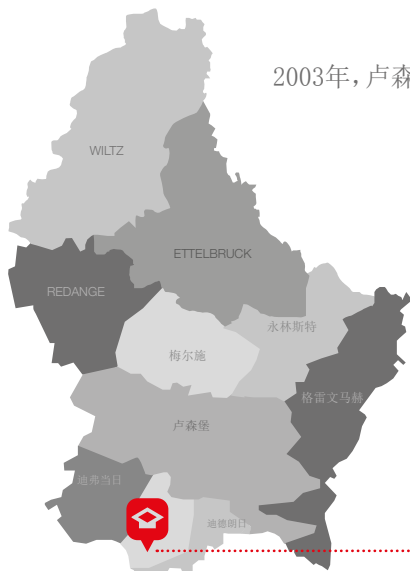 2003年，卢森
WILTZ
ETTELBRUCK
REDANGE
永林斯特
梅尔施
格雷文马赫
卢森堡
迪弗当日
迪德朗日